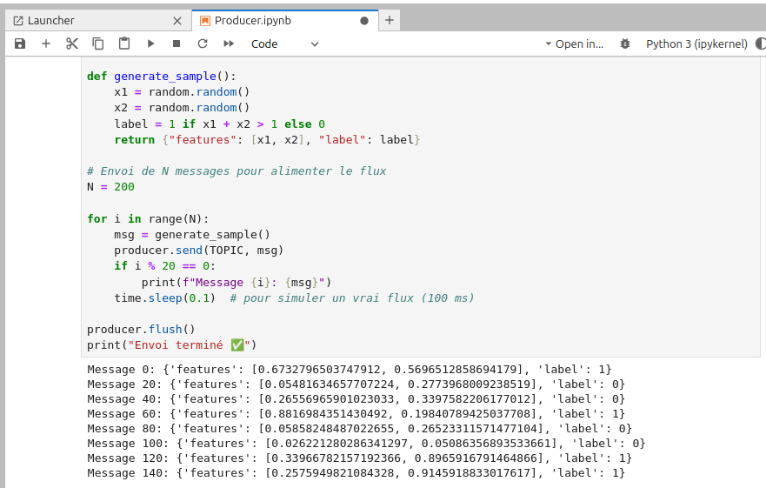 Launcher
Producer.ipynb
Code
Open in...
Python 3 (ipykernel)
def generate_sample():
    x1 = random.random()
    x2 = random.random()
    label = 1 if x1 + x2 > 1 else 0
    return {"features": [x1, x2], "label": label}
# Envoi de N messages pour alimenter le flux
N = 200
for i in range(N):
    msg = generate_sample()
    producer.send(TOPIC, msg)
    if i % 20 == 0:
        print(f"Message {i}: {msg}")
    time.sleep(0.1)  # pour simuler un vrai flux (100 ms)
producer.flush()
print("Envoi terminé ✅")
Message 0: {'features': [0.6732796503747912, 0.5696512858694179], 'label': 1}
Message 20: {'features': [0.05481634657707224, 0.2773968009238519], 'label': 0}
Message 40: {'features': [0.26556965901023033, 0.3397582206177012], 'label': 0}
Message 60: {'features': [0.8816984351430492, 0.19840789425037708], 'label': 1}
Message 80: {'features': [0.05858248487022655, 0.26523311571477104], 'label': 0}
Message 100: {'features': [0.026221280286341297, 0.05086356893533661], 'label': 0}
Message 120: {'features': [0.33966782157192366, 0.8965916791464866], 'label': 1}
Message 140: {'features': [0.2575949821084328, 0.9145918833017617], 'label': 1}